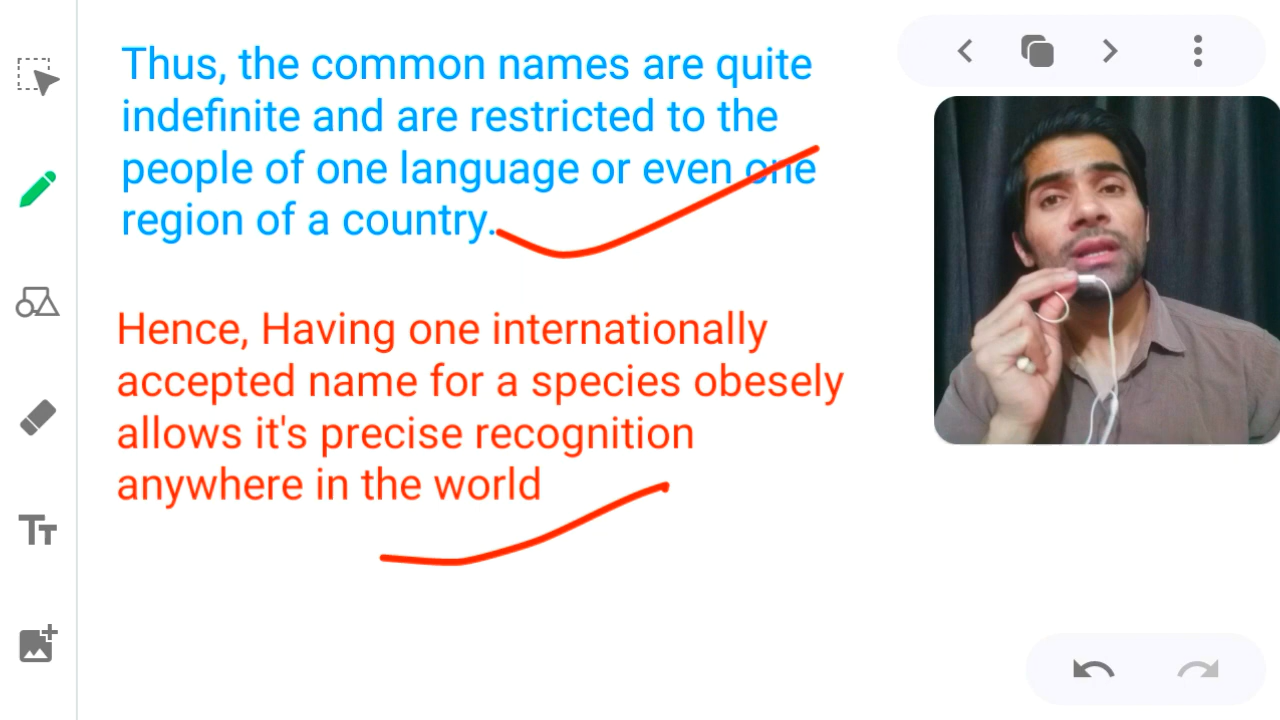 Thus, the common names are quite
indefinite and are restricted to the
people of one language or even one
region of a country.
Hence, Having one internationally
accepted name for a species obesely
allows it's precise recognition
anywhere in the world
TT